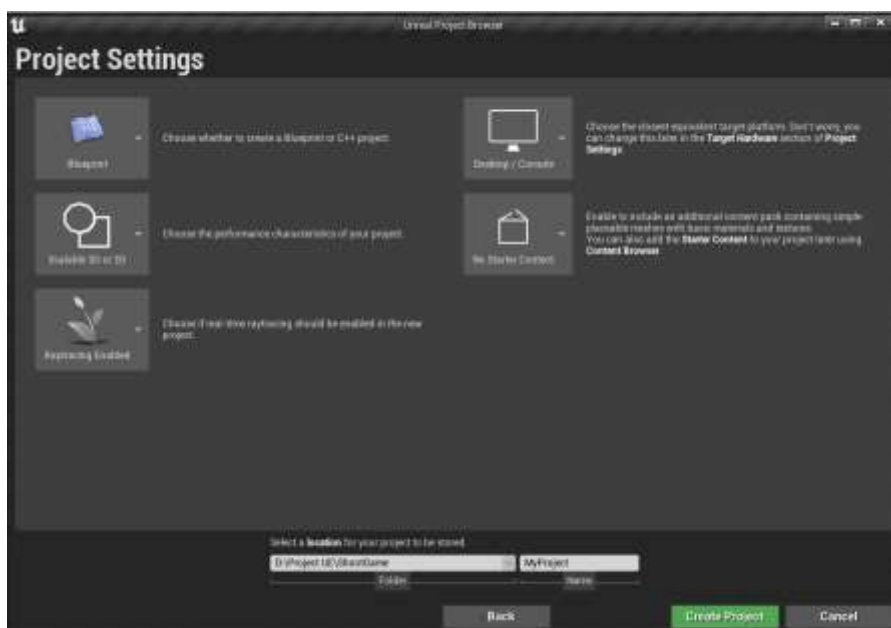 Unreal Project Browser
Project Settings
Blueprint
Choose whether to create a Blueprint or C++ project.
Desktop / Console
Choose the closest equivalent target platform. Don't worry, you
can change this later in the Target Hardware section of Project
Settings.
Scalable 3D or 2D
Choose the performance characteristics of your project.
No Starter Content
Enable to include an additional content pack containing simple
placeable meshes with basic materials and textures.
You can also add the Starter Content to your project later using
Content Browser.
Raytracing Enabled
Choose if real-time raytracing should be enabled in the new
project.
Select a location for your project to be stored.
D:\Project UE\ShootGame
MyProject
Folder
Name
Back
Create Project
Cancel